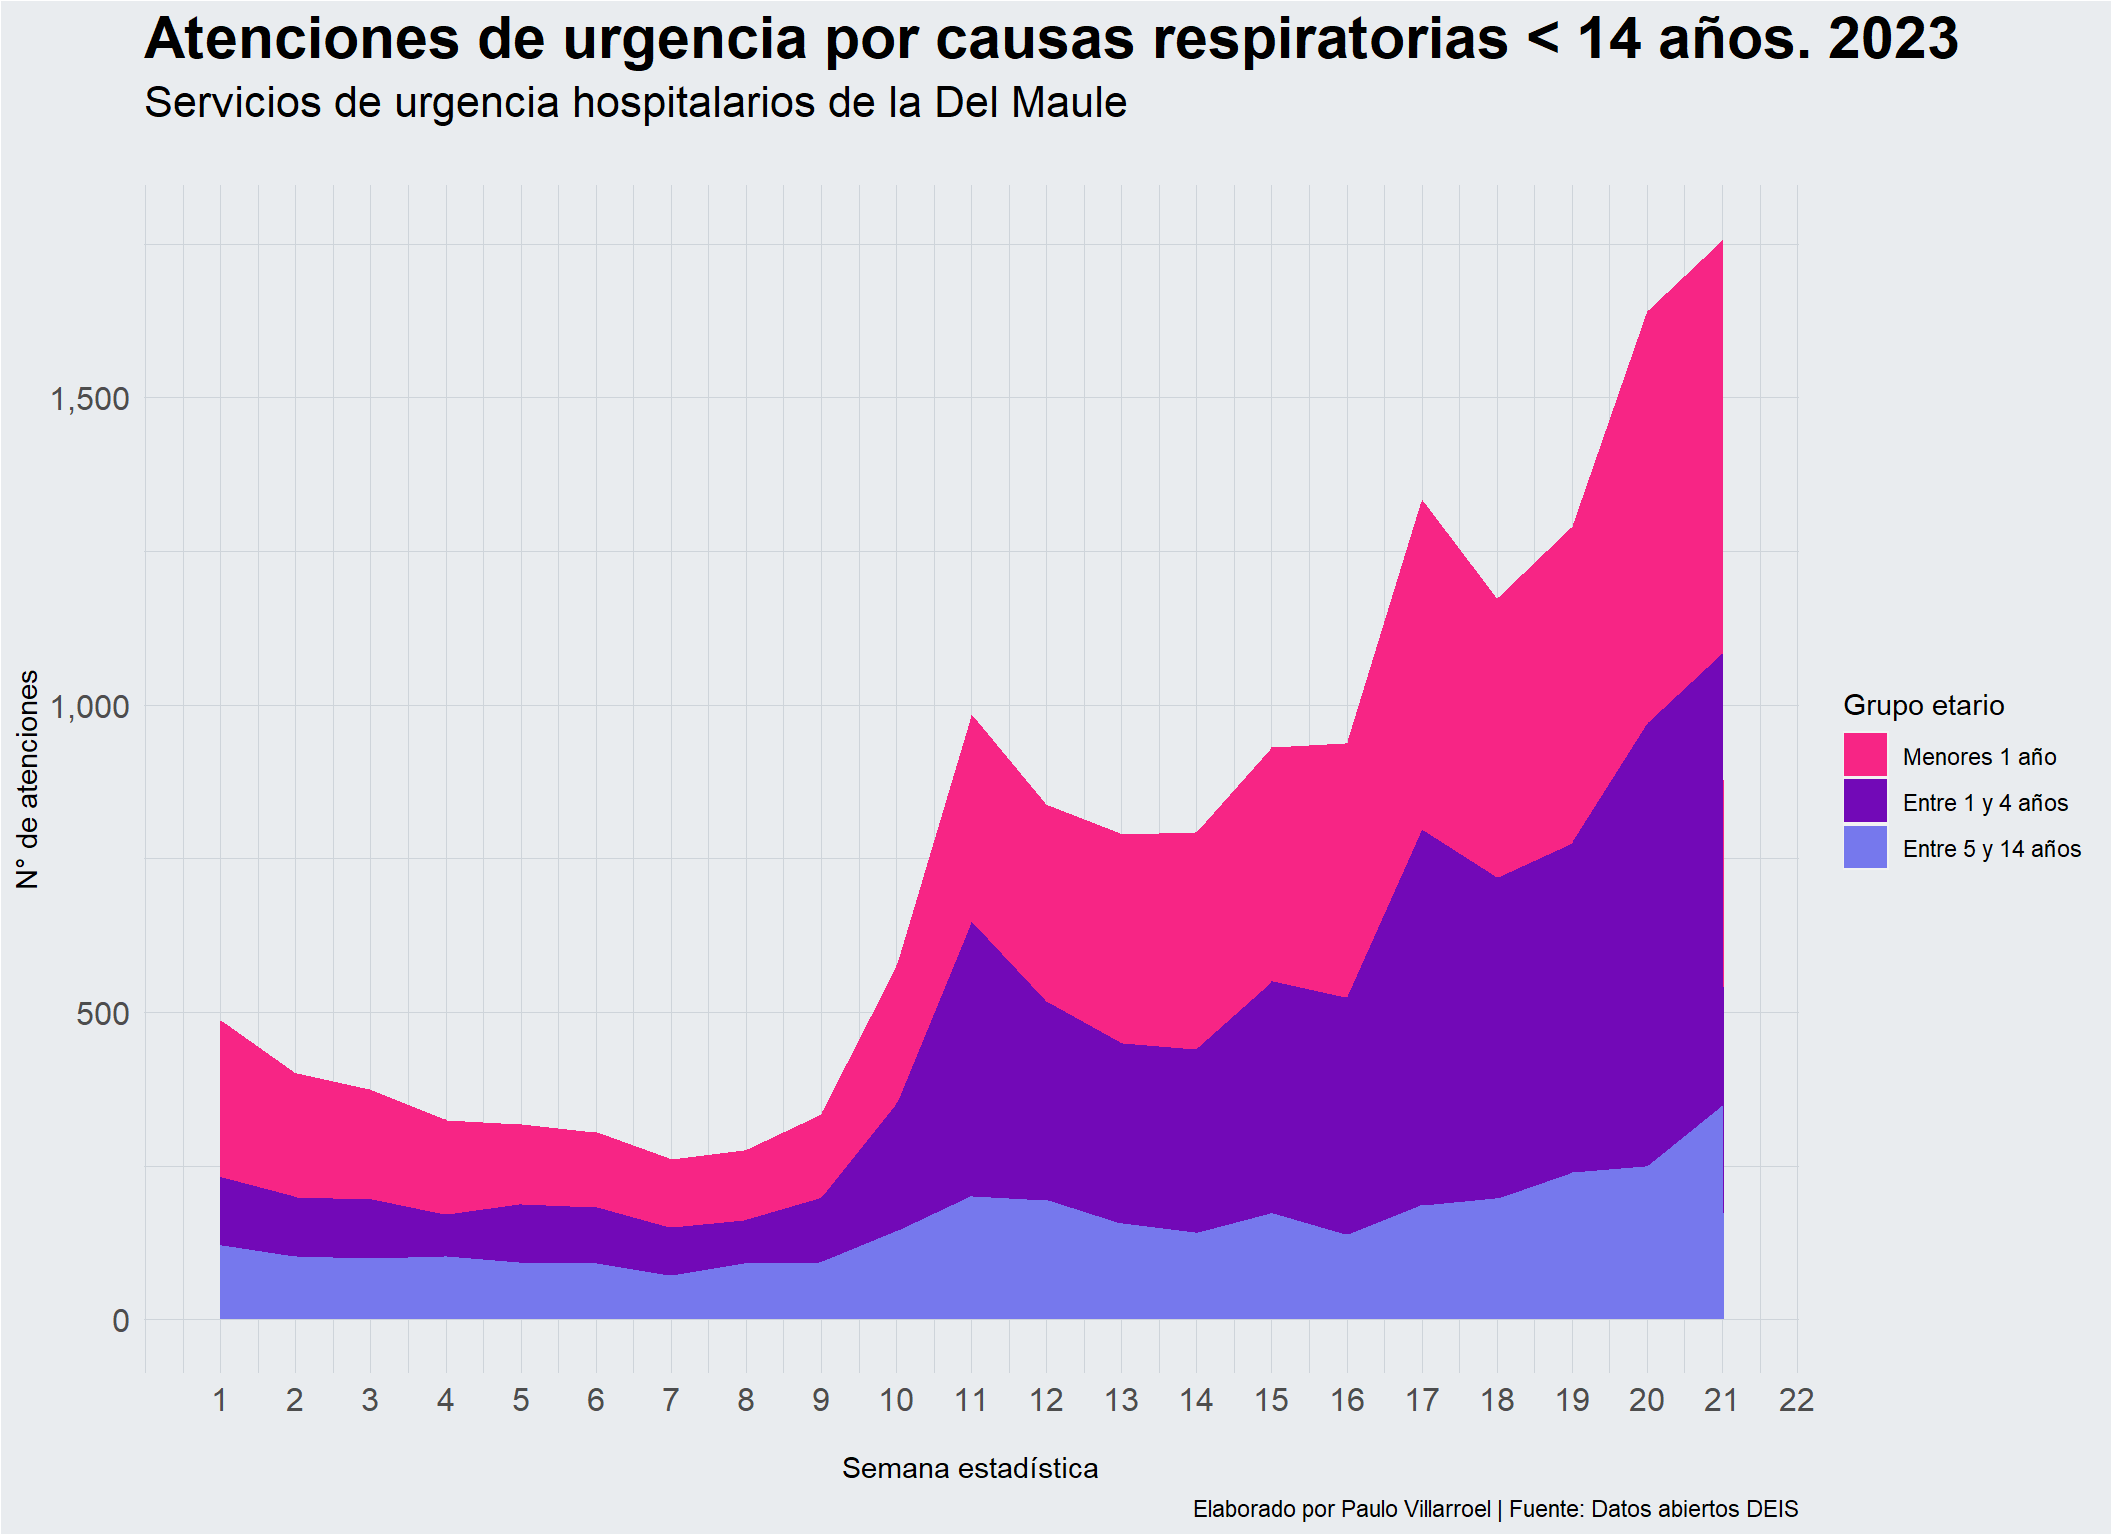 Atenciones de urgencia por causas respiratorias < 14 años. 2023
Servicios de urgencia hospitalarios de la Del Maule
N° de atenciones
1,500
1,000
500
0
1 2 3 4 5 6 7 8 9 10 11 12 13 14 15 16 17 18 19 20 21 22
Semana estadística
Grupo etario
Menores 1 año
Entre 1 y 4 años
Entre 5 y 14 años
Elaborado por Paulo Villarroel | Fuente: Datos abiertos DEIS